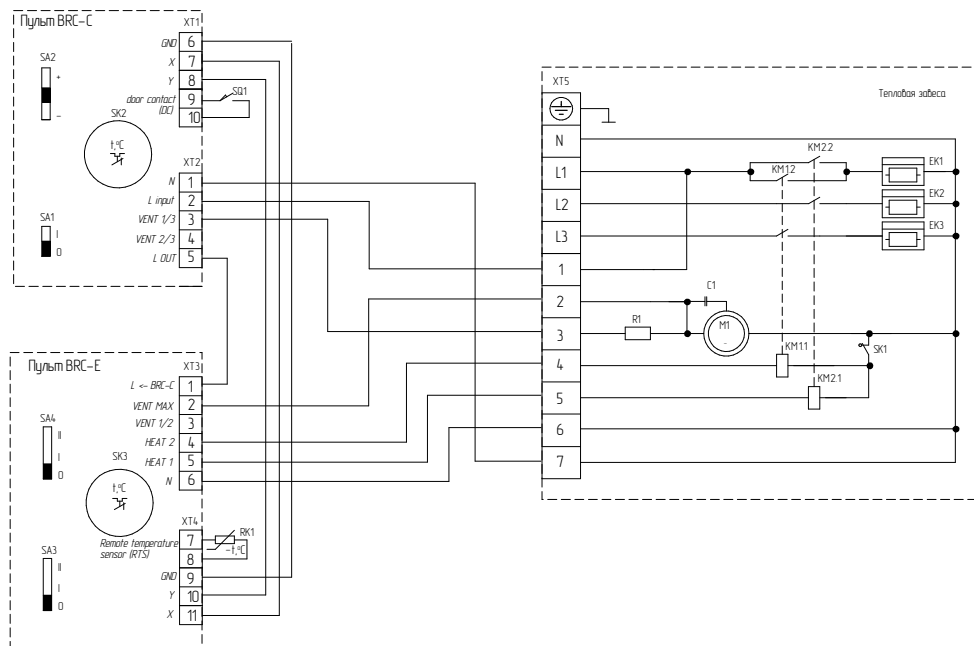 Пульт BRC-C
XT1
SA2
+
-
GND 6
X 7
Y 8
door contact (DC) 9
10
SQ1
SK2
t,°C
XT2
N 1
L input 2
VENT 1/3 3
VENT 2/3 4
L OUT 5
SA1
I
0
Пульт BRC-E
XT3
L <- BRC-C 1
VENT MAX 2
VENT 1/2 3
HEAT 2 4
HEAT 1 5
N 6
SA4
II
I
0
SK3
t,°C
XT4
Remote temperature
sensor (RTS)
7
8
RK1
-t,°C
GND 9
Y 10
X 11
SA3
II
I
0
XT5
Тепловая завеса
N
L1
L2
L3
1
2
3
4
5
6
7
KM2.2
KM1.2
EK1
EK2
EK3
C1
R1
M1
SK1
KM1.1
KM2.1